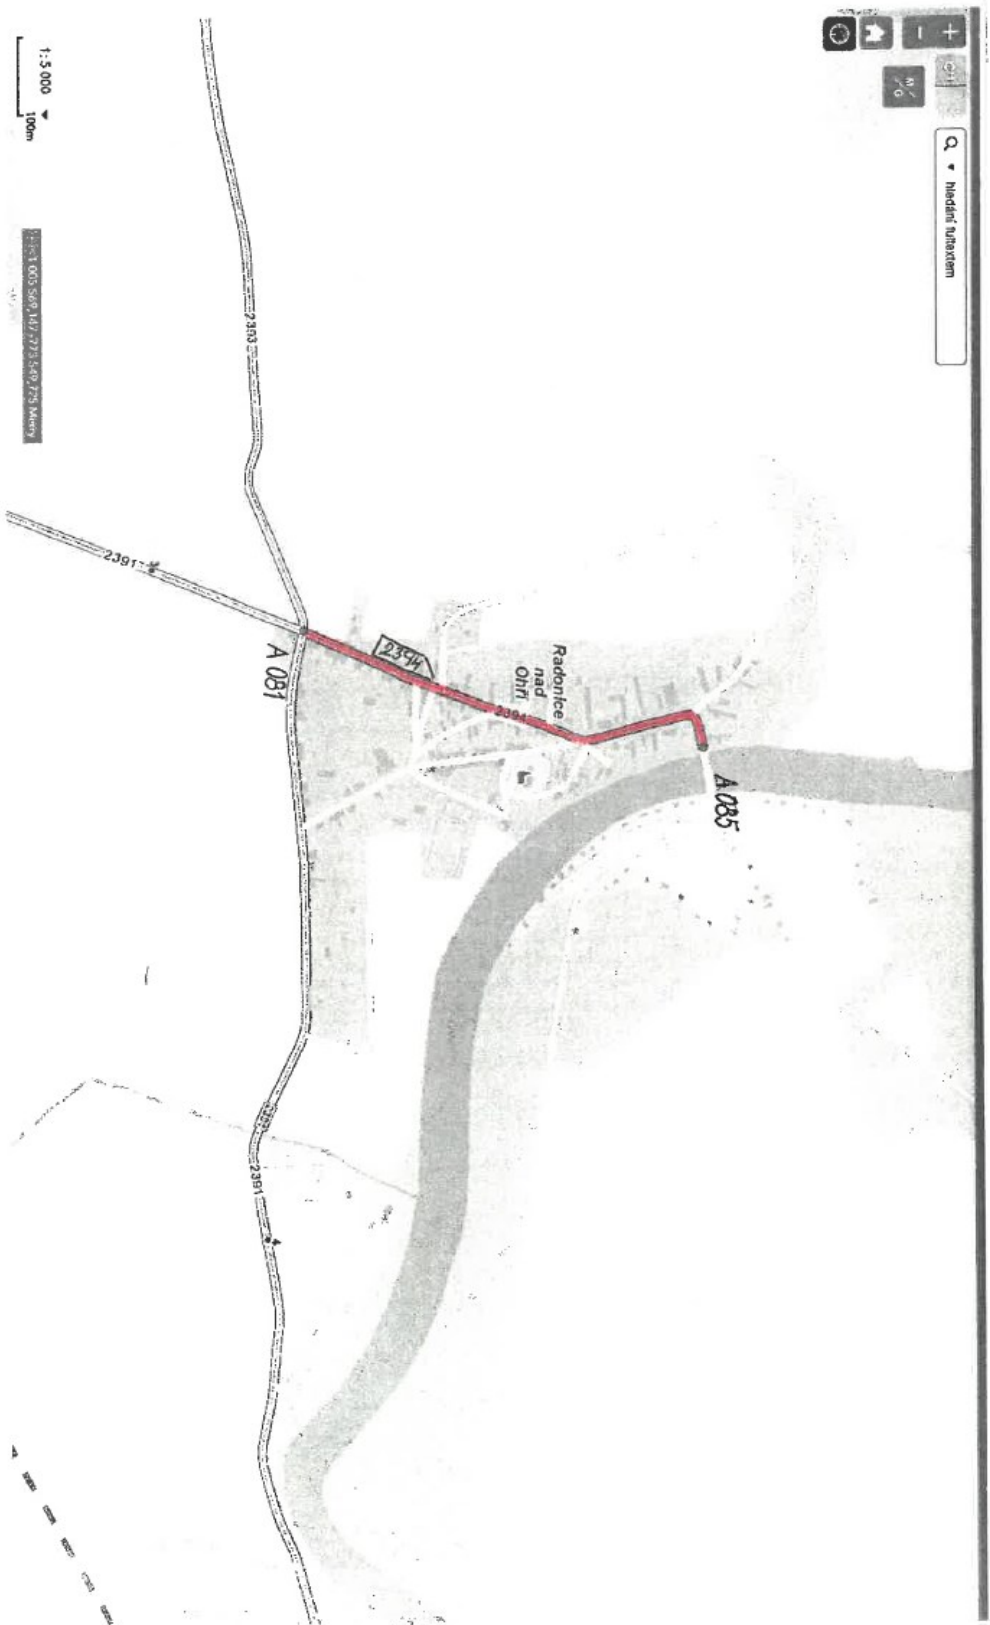 +
−
M/G
hledání fulltextem
2393
2391
A 081
2394
2394
Radonice
nad
Ohří
A 085
2391
1:5 000
100m